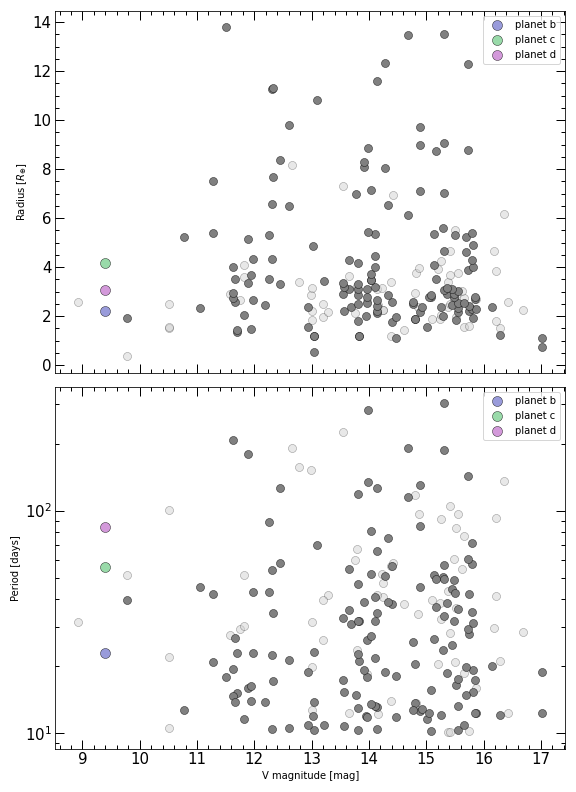 14
12
10
8
6
4
2
0
Radius [R⊕]
planet b
planet c
planet d
10²
10¹
Period [days]
planet b
planet c
planet d
9 10 11 12 13 14 15 16 17
V magnitude [mag]